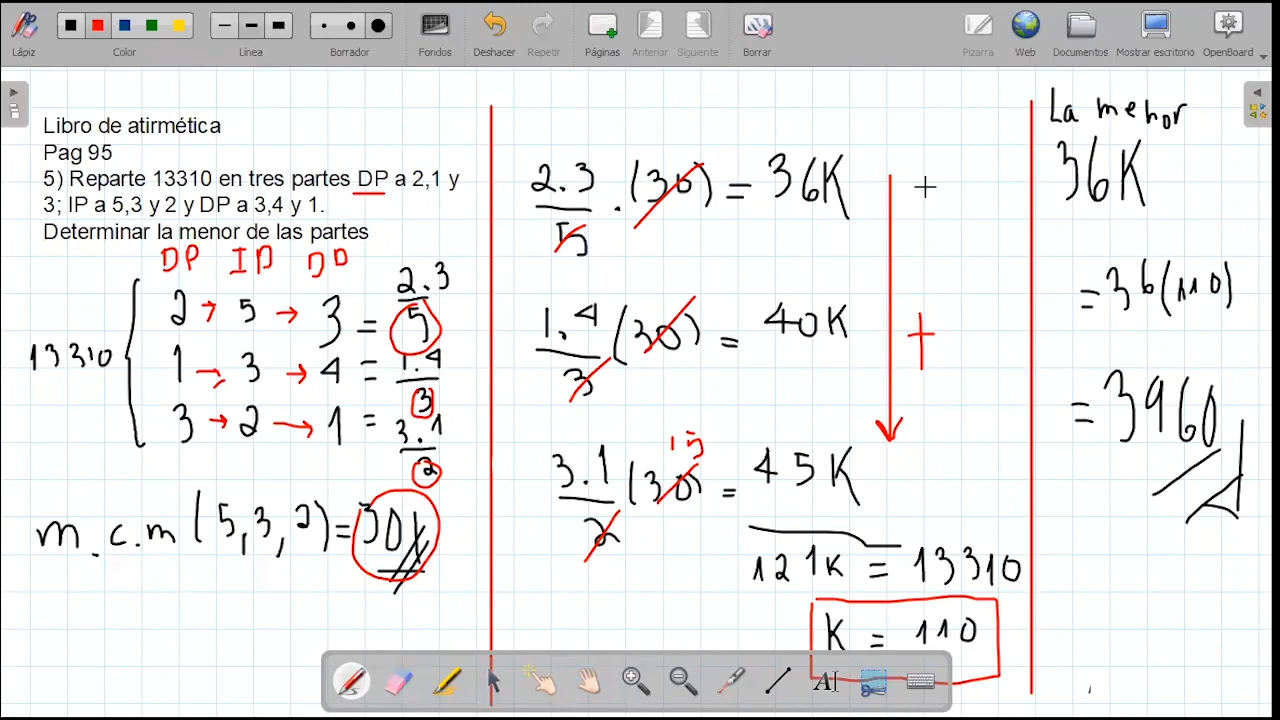 Lápiz Color Línea Borrador Fondos Deshacer Repetir Páginas Anterior Siguiente Borrar Pizarra Web Documentos Mostrar escritorio OpenBoard
Libro de atirmética
Pag 95
5) Reparte 13310 en tres partes DP a 2,1 y
3; IP a 5,3 y 2 y DP a 3,4 y 1.
Determinar la menor de las partes
DP IP DP
13310
2 → 5 → 3 = 2.3/5
1 → 3 → 4 = 1.4/3
3 → 2 → 1 = 3.1/2
m.c.m (5,3,2) = 30k
2.3/5 . (30) = 36K
+
1.4/3 (30) = 40K
+
3.1/2 (30) = 45K
15
121K = 13310
K = 110
La menor
36K
= 36(110)
= 3960
AI